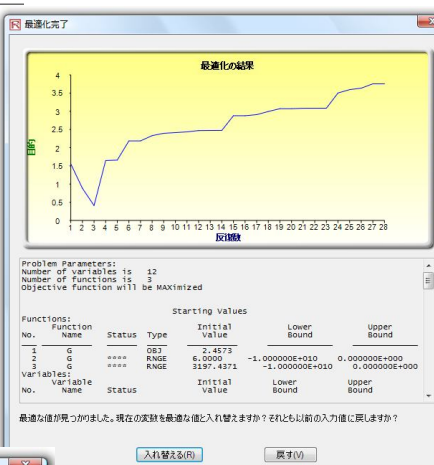 最適化完了
最適化の結果
4
3.5
3
2.5
2
1.5
1
0.5
0
目的
1 2 3 4 5 6 7 8 9 10 11 12 13 14 15 16 17 18 19 20 21 22 23 24 25 26 27 28
反復数
Problem Parameters:
Number of variables is 12
Number of functions is 3
Objective function will be MAXimized
Starting Values
Functions:
Function Initial Lower Upper
No. Name Status Type Value Bound Bound
1 G OBJ 2.4573
2 G **** RNGE 6.0000 -1.000000E+010 0.000000E+000
3 G **** RNGE 3197.4371 -1.000000E+010 0.000000E+000
Variables:
Variable Initial Lower Upper
No. Name Status Value Bound Bound
最適な値が見つかりました。現在の変数を最適な値と入れ替えますか？それとも以前の入力値に戻しますか？
入れ替える(R) 戻す(V)